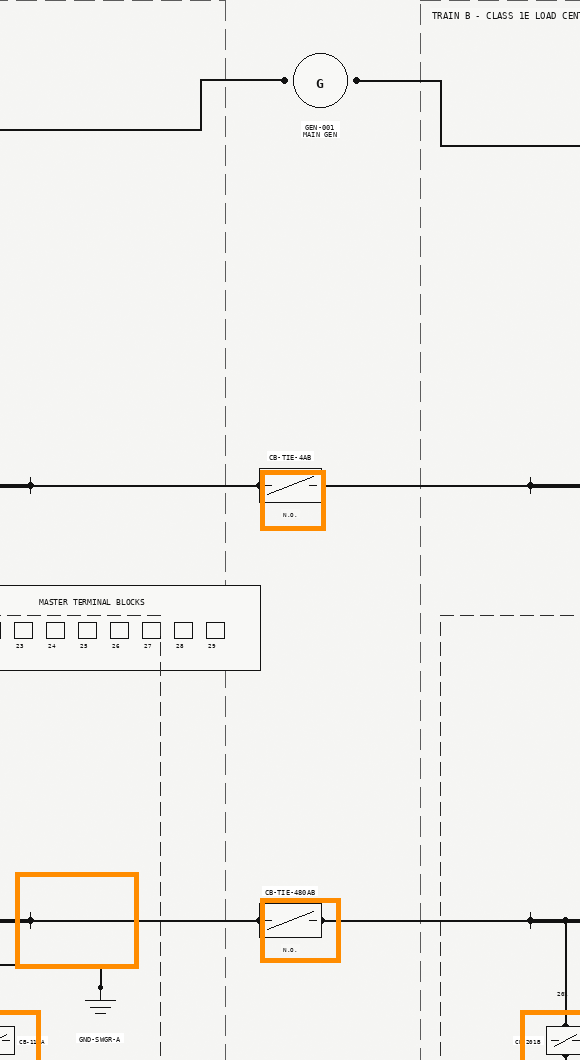 TRAIN B - CLASS 1E LOAD CENT
G
GEN-001
MAIN GEN
CB-TIE-4AB
N.O.
MASTER TERMINAL BLOCKS
23 24 25 26 27 28 29
CB-TIE-480AB
N.O.
GND-SWGR-A